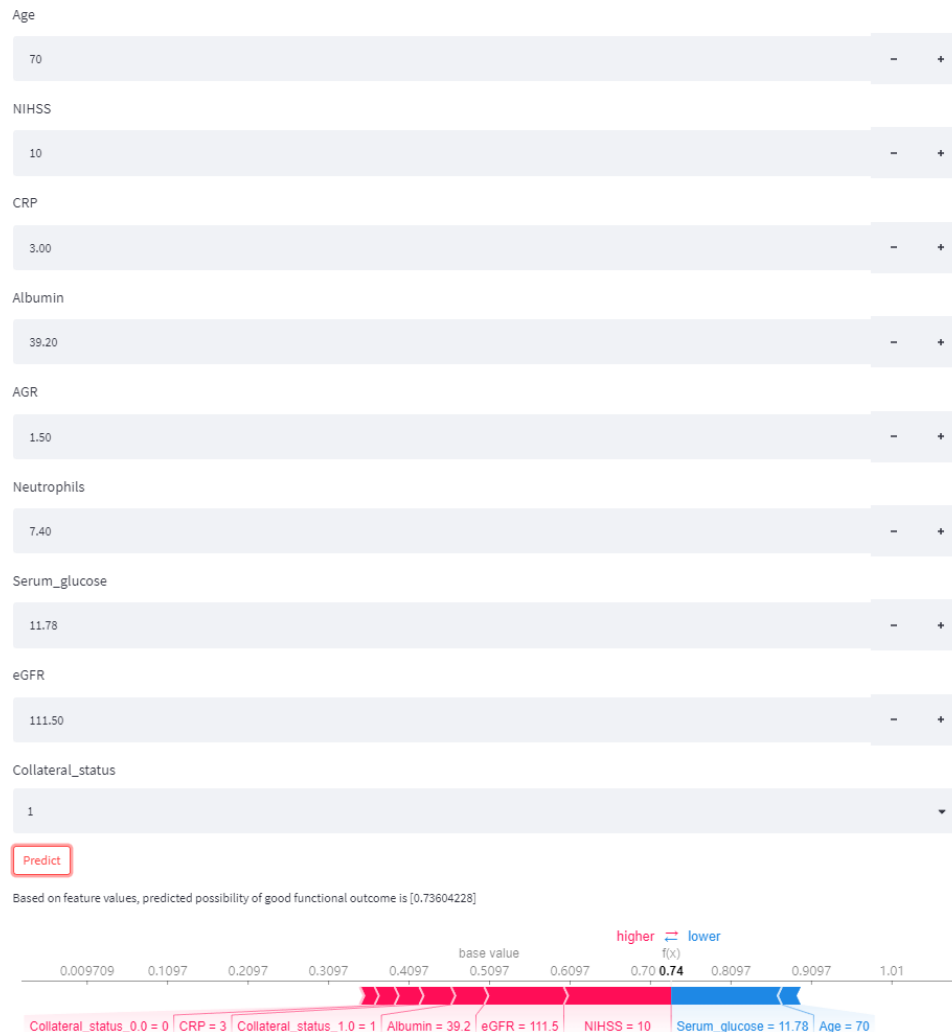 Age
70 - +
NIHSS
10 - +
CRP
3.00 - +
Albumin
39.20 - +
AGR
1.50 - +
Neutrophils
7.40 - +
Serum_glucose
11.78 - +
eGFR
111.50 - +
Collateral_status
1
Predict
Based on feature values, predicted possibility of good functional outcome is [0.73604228]
higher ⇄ lower
base value f(x)
0.009709 0.1097 0.2097 0.3097 0.4097 0.5097 0.6097 0.70 0.74 0.8097 0.9097 1.01
Collateral_status_0.0 = 0 CRP = 3 Collateral_status_1.0 = 1 Albumin = 39.2 eGFR = 111.5 NIHSS = 10 Serum_glucose = 11.78 Age = 70